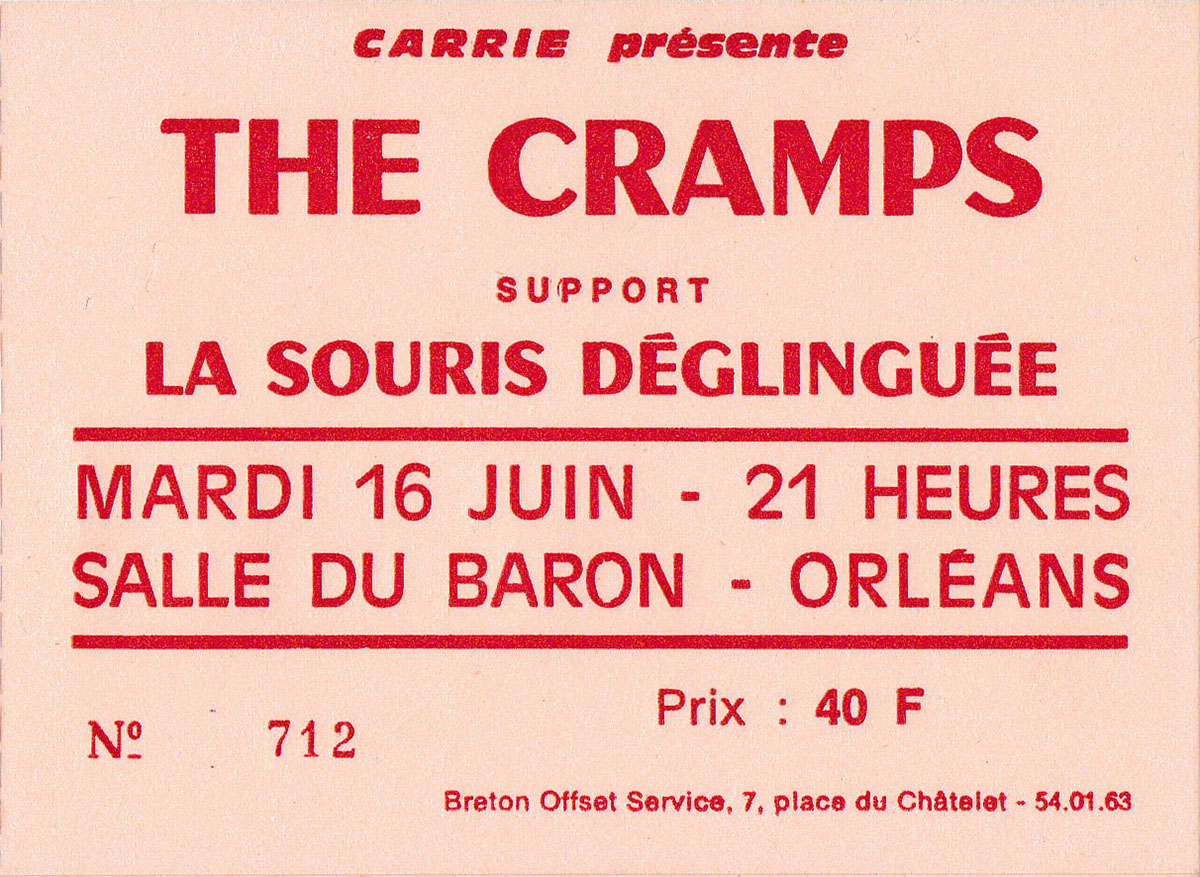 CARRIE présente
THE CRAMPS
SUPPORT
LA SOURIS DÉGLINGUÉE
MARDI 16 JUIN - 21 HEURES
SALLE DU BARON - ORLÉANS
Prix : 40 F
Nº 712
Breton Offset Service, 7, place du Châtelet - 54.01.63